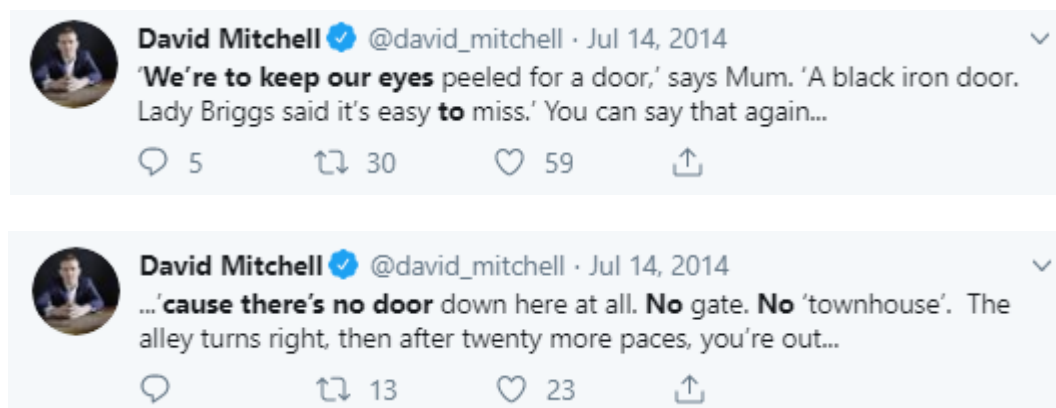 David Mitchell @david_mitchell · Jul 14, 2014
‘We’re to keep our eyes peeled for a door,’ says Mum. ‘A black iron door.
Lady Briggs said it’s easy to miss.’ You can say that again...
5 30 59
David Mitchell @david_mitchell · Jul 14, 2014
...’cause there’s no door down here at all. No gate. No ‘townhouse’. The
alley turns right, then after twenty more paces, you’re out...
13 23